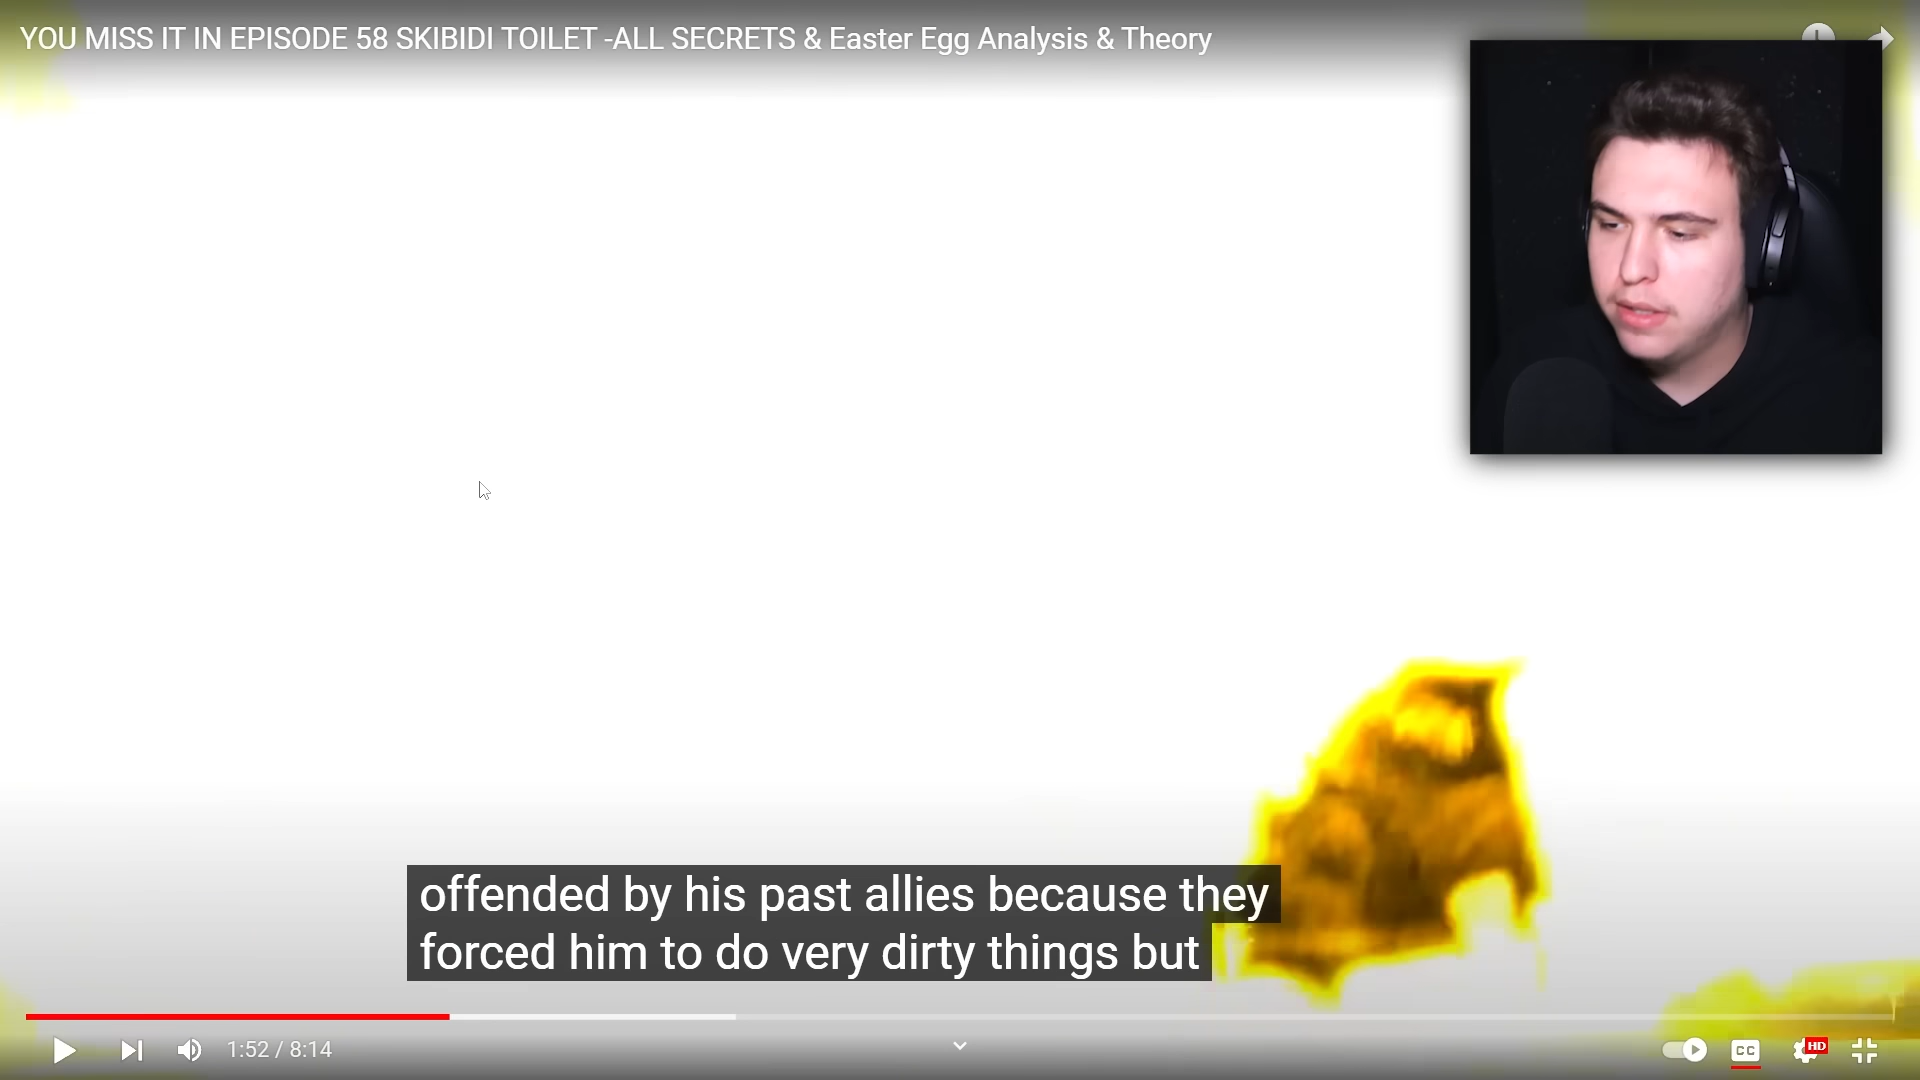 YOU MISS IT IN EPISODE 58 SKIBIDI TOILET -ALL SECRETS & Easter Egg Analysis & Theory
offended by his past allies because they
forced him to do very dirty things but
1:52 / 8:14
CC
HD